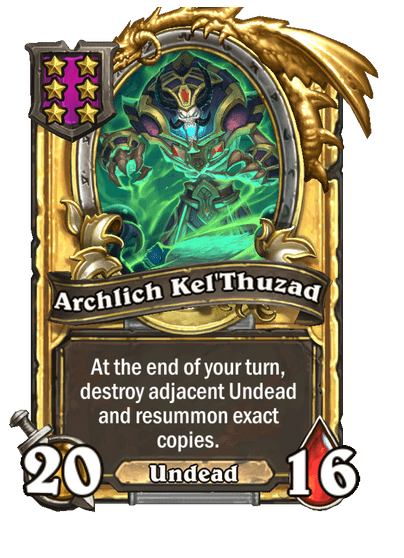 Archlich Kel'Thuzad
At the end of your turn,
destroy adjacent Undead
and resummon exact
copies.
20
Undead
16